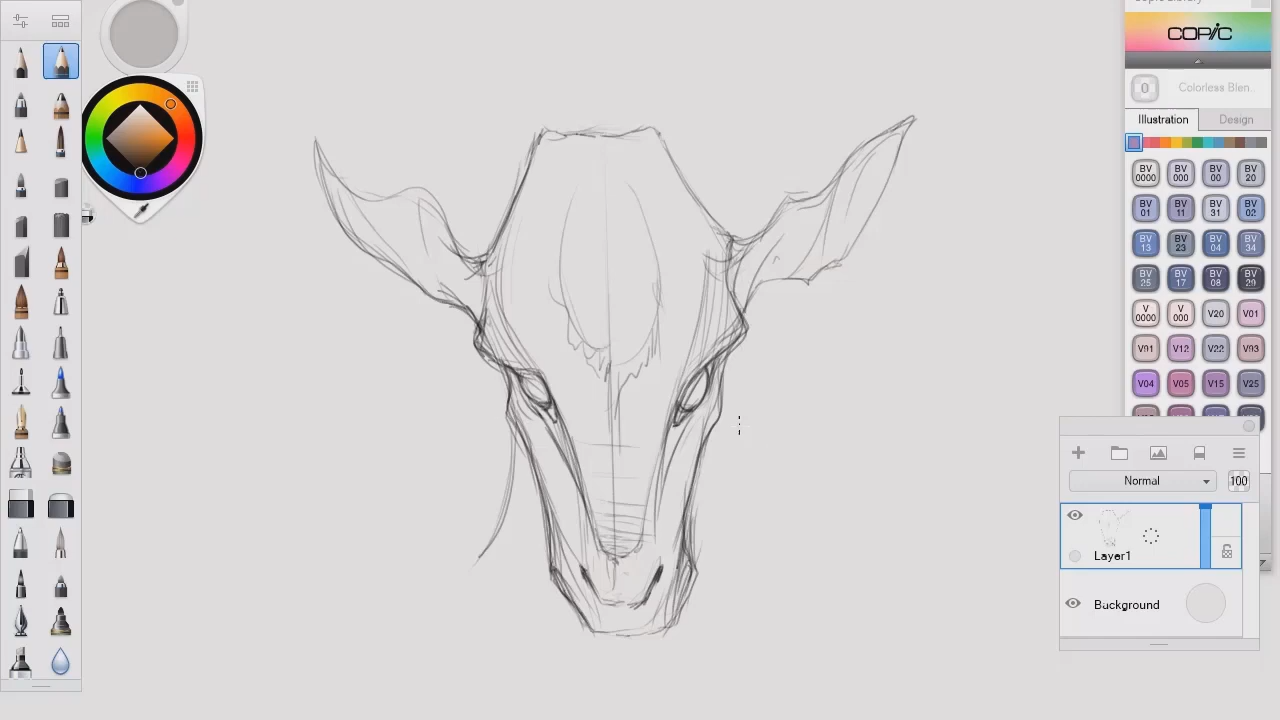 COPIC
0 Colorless Blen..
Illustration Design
BV 0000 BV 000 BV 00 BV 20
BV 01 BV 11 BV 31 BV 02
BV 13 BV 23 BV 04 BV 34
BV 25 BV 17 BV 08 BV 29
V 0000 V 000 V20 V01
V91 V12 V22 V93
V04 V05 V15 V25
Normal 100
Layer1
Background